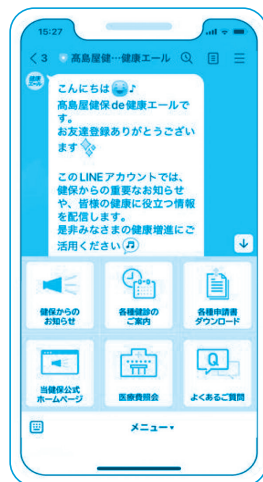 15:27
3 高島屋健…健康エール
健康エール
こんにちは
高島屋健保de健康エールで
す。
お友達登録ありがとうござい
ます
このLINEアカウントでは、
健保からの重要なお知らせ
や、皆様の健康に役立つ情報
を配信します。
是非みなさまの健康増進にご
活用ください
健保からの
お知らせ
各種健診の
ご案内
各種申請書
ダウンロード
当健保公式
ホームページ
医療費照会
Q
よくあるご質問
メニュー▾